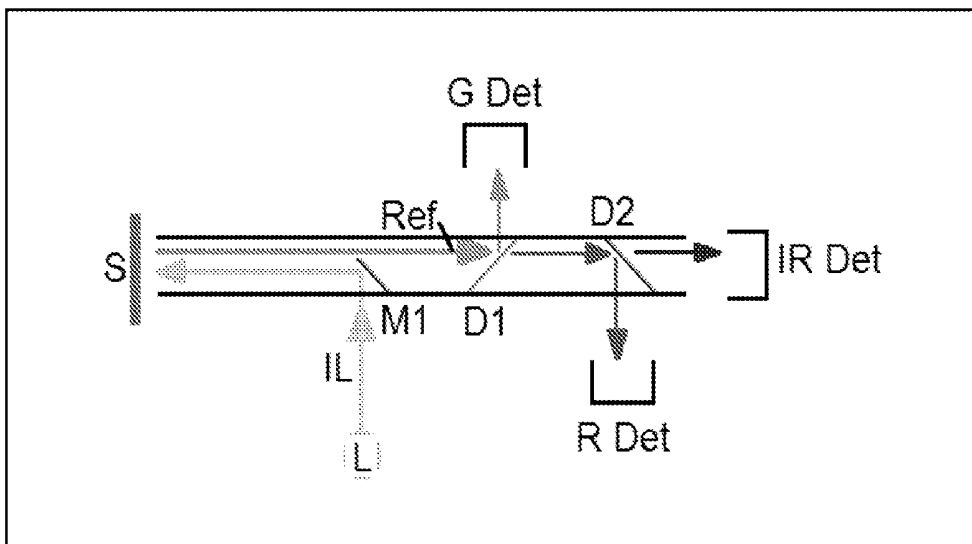 G Det
Ref
D2
S
IR Det
M1
D1
IL
R Det
L